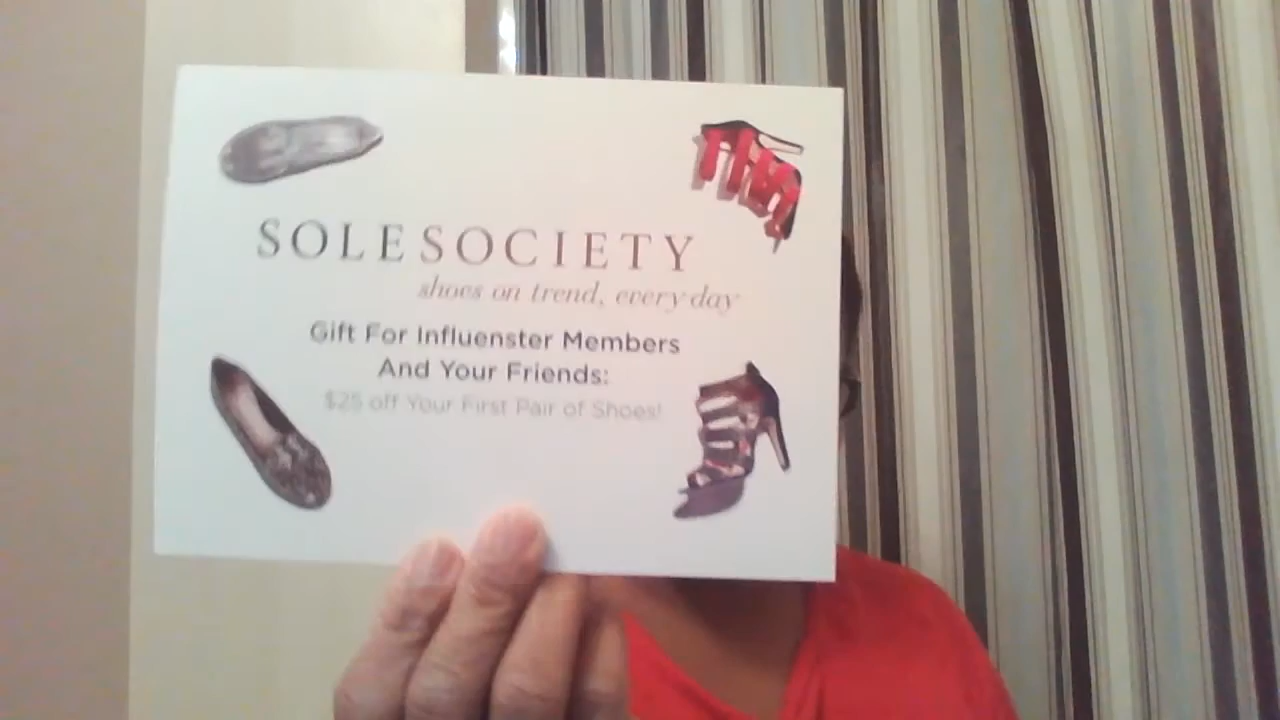 SOLESOCIETY
shoes on trend, every day
Gift For Influenster Members
And Your Friends:
$25 off Your First Pair of Shoes!